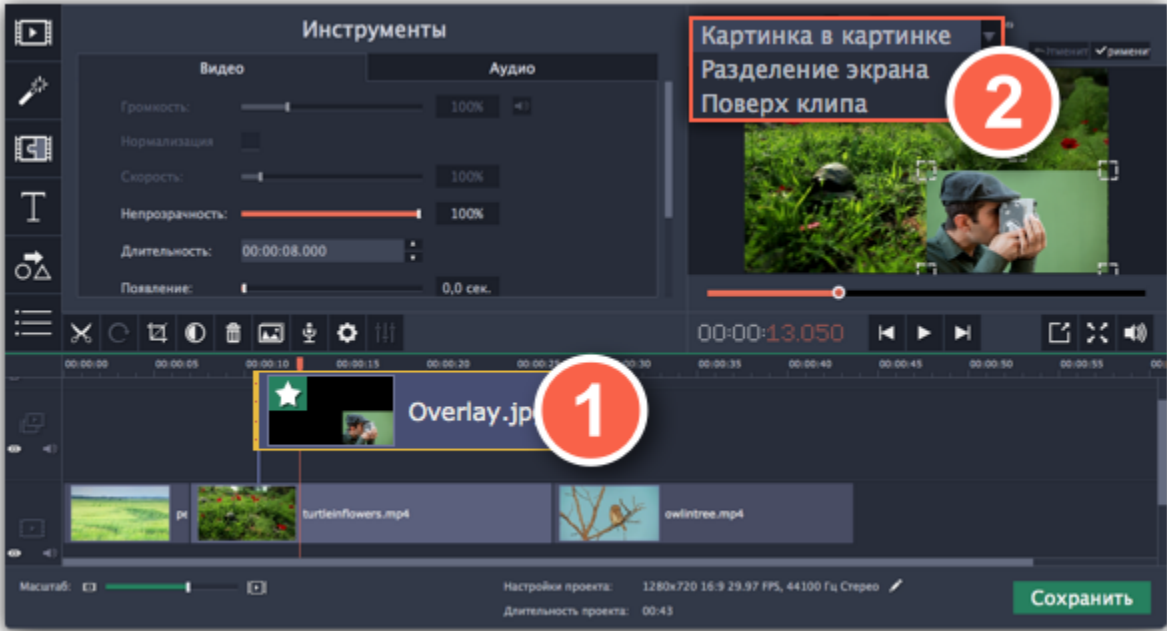 Инструменты
Видео
Аудио
Громкость:
100%
Нормализация
Скорость:
100%
Непрозрачность:
100%
Длительность:
00:00:08.000
Появление:
0,0 сек.
Картинка в картинке
Разделение экрана
Поверх клипа
2
00:00:13.050
00:00:00
00:00:05
00:00:10
00:00:15
00:00:20
00:00:25
00:00:35
00:00:40
00:00:45
00:00:50
00:00:55
1
turtleinflowers.mp4
owlintree.mp4
Масштаб:
Настройки проекта: 1280x720 16:9 29.97 FPS, 44100 Гц Стерео
Длительность проекта: 00:43
Сохранить